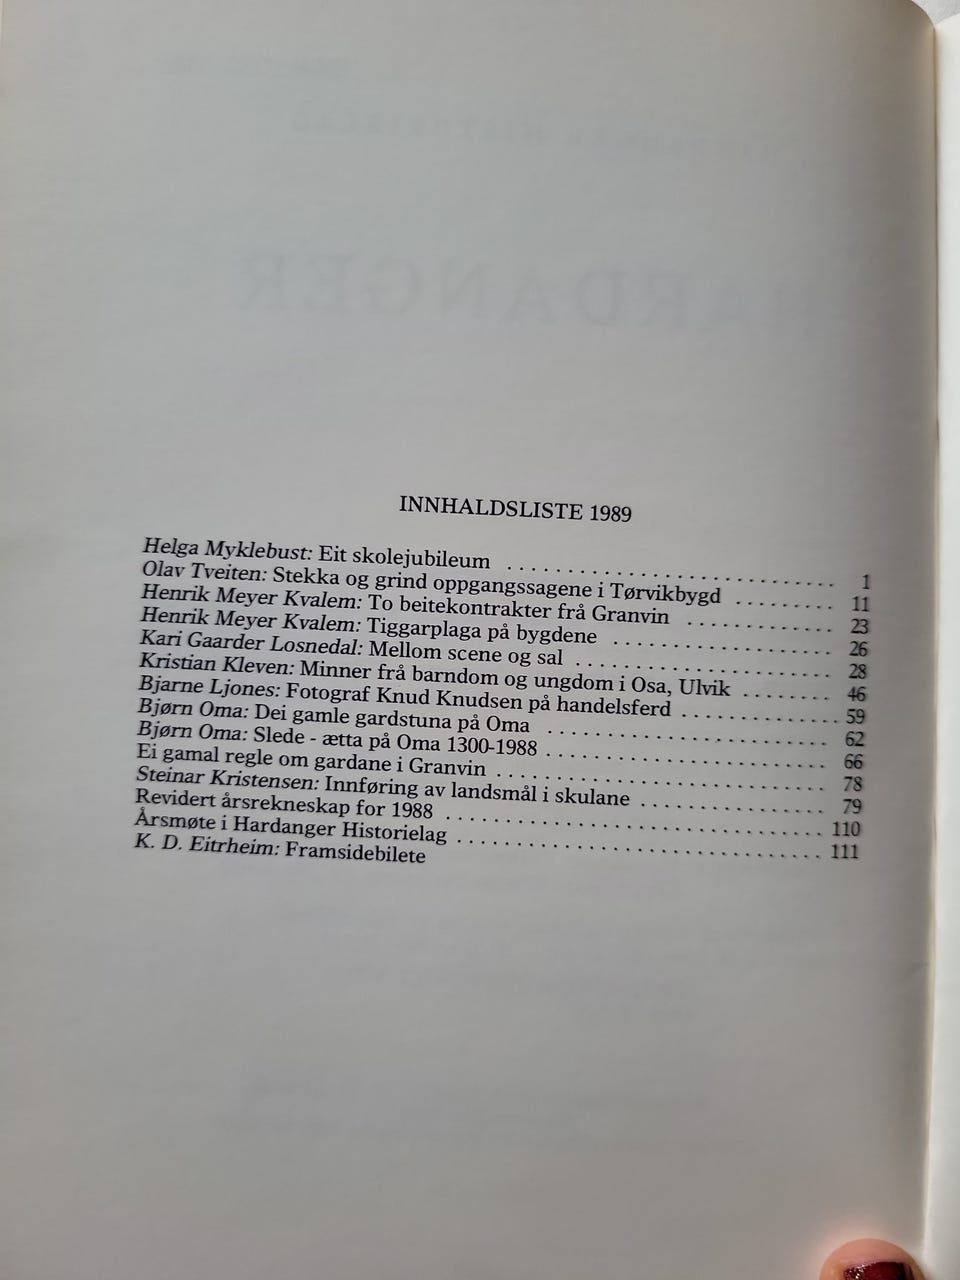 INNHALDSLISTE 1989
Helga Myklebust: Eit skolejubileum . . . . . . . . . . . . . . . . . . . . . . . . . . . . 1
Olav Tveiten: Stekka og grind oppgangssagene i Tørvikbygd . . . . . . . . . 11
Henrik Meyer Kvalem: To beitekontrakter frå Granvin . . . . . . . . . . . . . 23
Henrik Meyer Kvalem: Tiggarplaga på bygdene . . . . . . . . . . . . . . . . . . . 26
Kari Gaarder Losnedal: Mellom scene og sal . . . . . . . . . . . . . . . . . . . . . . 28
Kristian Kleven: Minner frå barndom og ungdom i Osa, Ulvik . . . . . . . . 46
Bjarne Ljones: Fotograf Knud Knudsen på handelsferd . . . . . . . . . . . . . . 59
Bjørn Oma: Dei gamle gardstuna på Oma . . . . . . . . . . . . . . . . . . . . . . . . 62
Bjørn Oma: Slede - ætta på Oma 1300-1988 . . . . . . . . . . . . . . . . . . . . . . . . 66
Ei gamal regle om gardane i Granvin . . . . . . . . . . . . . . . . . . . . . . . . . . . . 78
Steinar Kristensen: Innføring av landsmål i skulane . . . . . . . . . . . . . . . . 79
Revidert årsrekneskap for 1988 . . . . . . . . . . . . . . . . . . . . . . . . . . . . . . . . 110
Årsmøte i Hardanger Historielag . . . . . . . . . . . . . . . . . . . . . . . . . . . . . . . 111
K. D. Eitrheim: Framsidebilete
HARDANGER